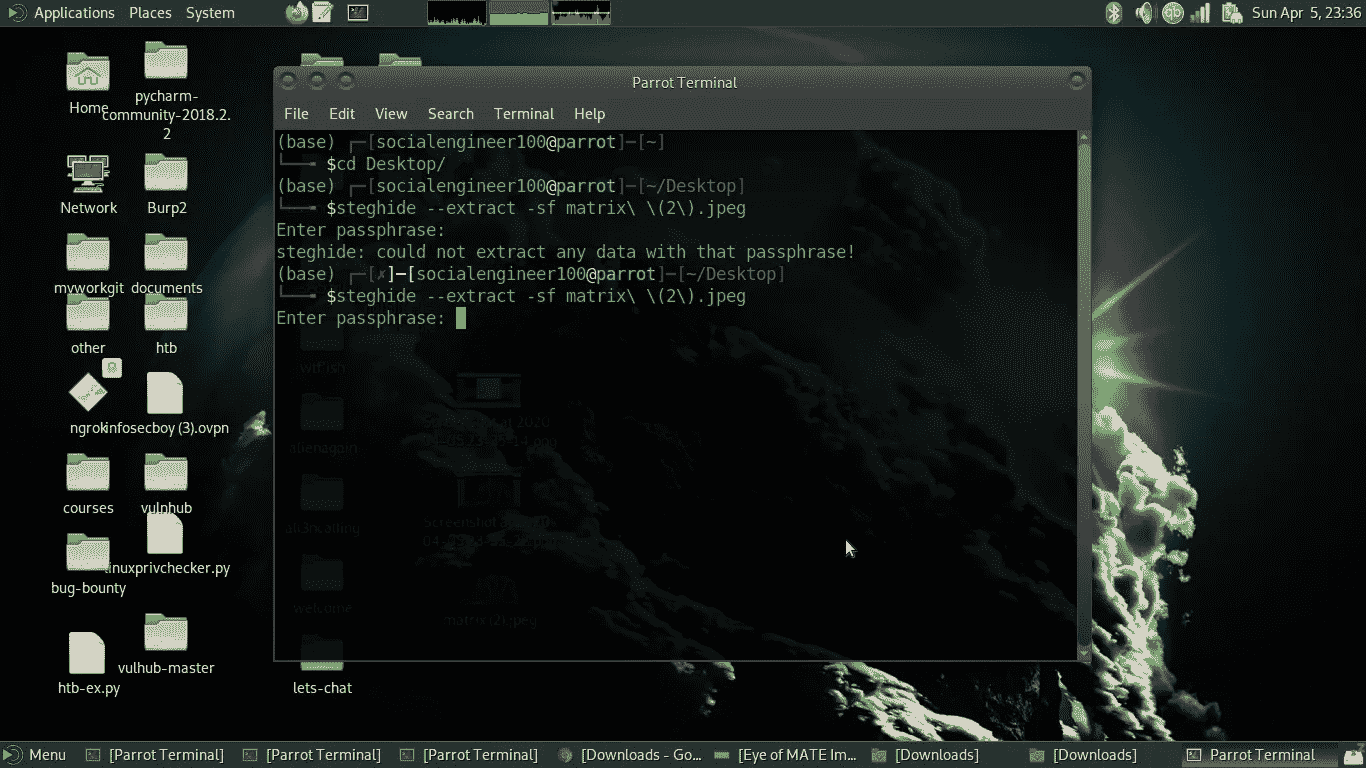 Applications Places System
Sun Apr 5, 23:36
Parrot Terminal
File Edit View Search Terminal Help
(base) ┌─[socialengineer100@parrot]─[~]
└──╼ $cd Desktop/
(base) ┌─[socialengineer100@parrot]─[~/Desktop]
└──╼ $steghide --extract -sf matrix\ \(2\).jpeg
Enter passphrase:
steghide: could not extract any data with that passphrase!
(base) ┌─[✗]─[socialengineer100@parrot]─[~/Desktop]
└──╼ $steghide --extract -sf matrix\ \(2\).jpeg
Enter passphrase:
Home
pycharm-
community-2018.2.
2
Network
Burp2
myworkgit
documents
other
htb
ngrok
infosecboy (3).ovpn
courses
vulnhub
bug-bounty
linuxprivchecker.py
htb-ex.py
vulhub-master
alienagain
welcome
matrix (2).jpeg
lets-chat
Menu [Parrot Terminal] [Parrot Terminal] [Parrot Terminal] [Downloads - Go... [Eye of MATE Im... [Downloads] [Downloads] Parrot Terminal